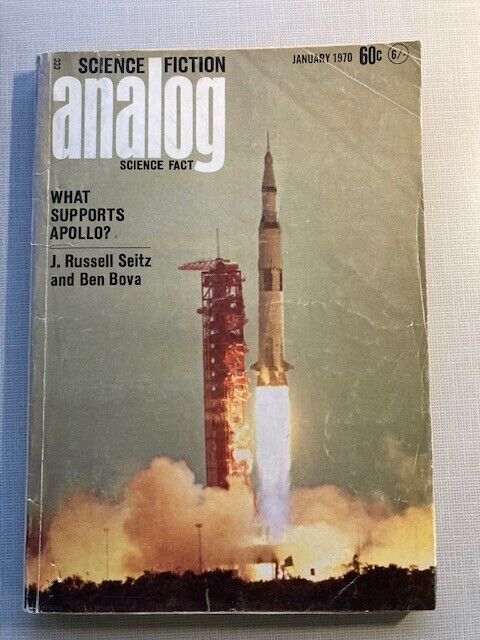 SCIENCE FICTION
JANUARY 1970 60c 6/-
analog
SCIENCE FACT
WHAT
SUPPORTS
APOLLO?
J. Russell Seitz
and Ben Bova